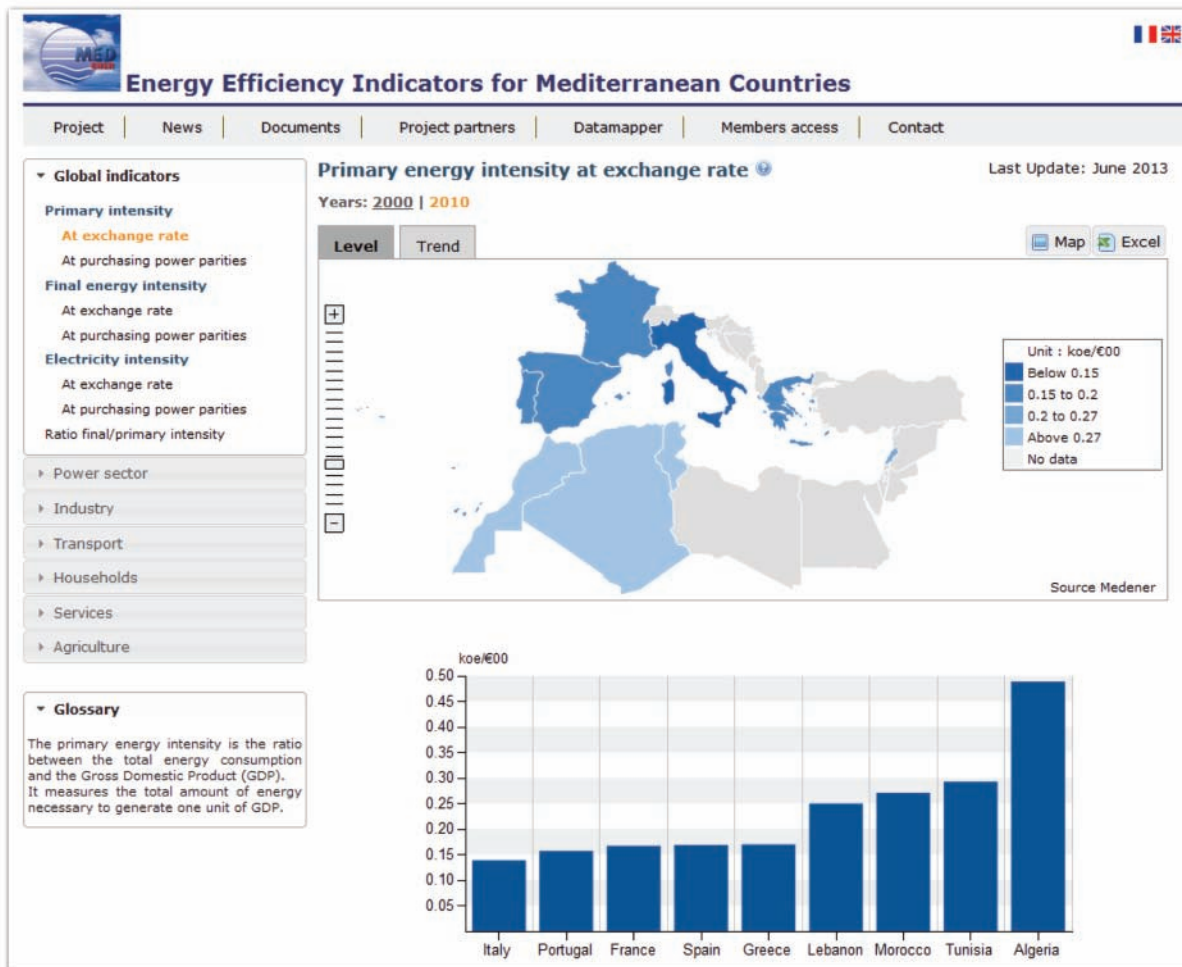 MED
Energy Efficiency Indicators for Mediterranean Countries
Project
News
Documents
Project partners
Datamapper
Members access
Contact
Global indicators
Primary intensity
At exchange rate
At purchasing power parities
Final energy intensity
At exchange rate
At purchasing power parities
Electricity intensity
At exchange rate
At purchasing power parities
Ratio final/primary intensity
Power sector
Industry
Transport
Households
Services
Agriculture
Glossary
The primary energy intensity is the ratio
between the total energy consumption
and the Gross Domestic Product (GDP).
It measures the total amount of energy
necessary to generate one unit of GDP.
Primary energy intensity at exchange rate
Last Update: June 2013
Years: 2000 | 2010
Level
Trend
Map
Excel
Unit : koe/€00
Below 0.15
0.15 to 0.2
0.2 to 0.27
Above 0.27
No data
Source Medener
koe/€00
0.50
0.45
0.40
0.35
0.30
0.25
0.20
0.15
0.10
0.05
Italy
Portugal
France
Spain
Greece
Lebanon
Morocco
Tunisia
Algeria